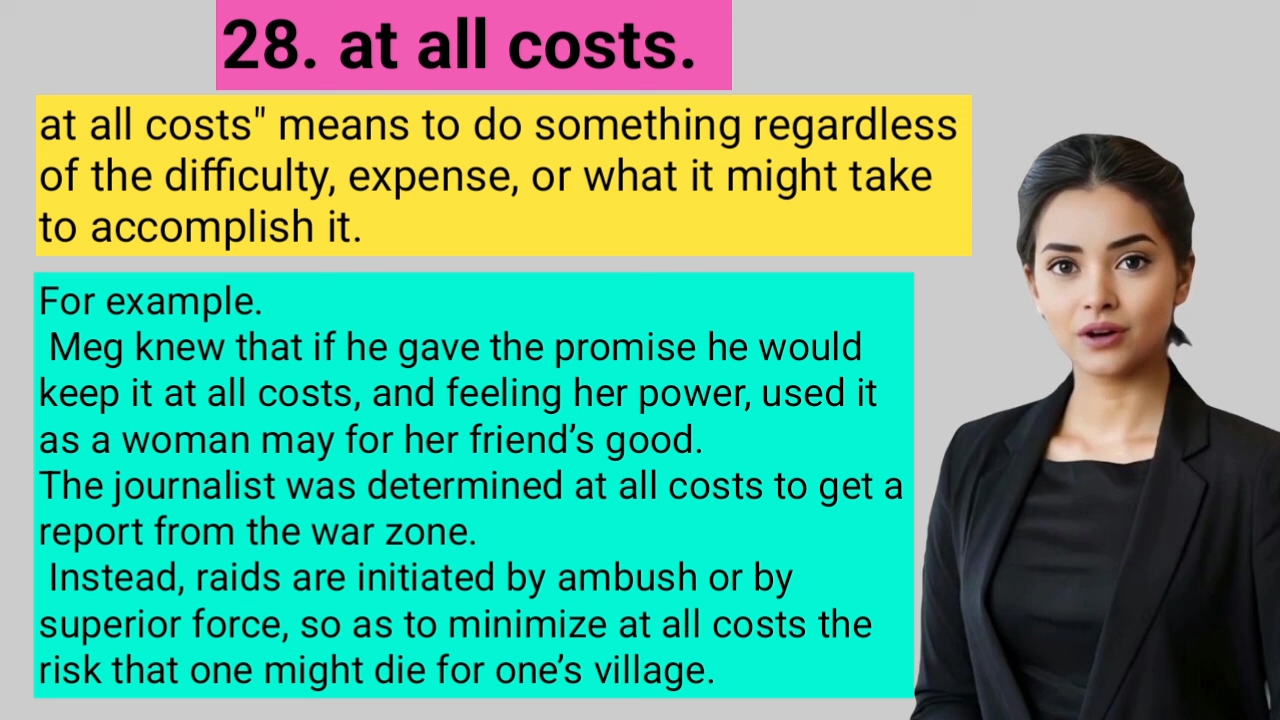 28. at all costs.
at all costs" means to do something regardless
of the difficulty, expense, or what it might take
to accomplish it.
For example.
Meg knew that if he gave the promise he would
keep it at all costs, and feeling her power, used it
as a woman may for her friend’s good.
The journalist was determined at all costs to get a
report from the war zone.
Instead, raids are initiated by ambush or by
superior force, so as to minimize at all costs the
risk that one might die for one’s village.